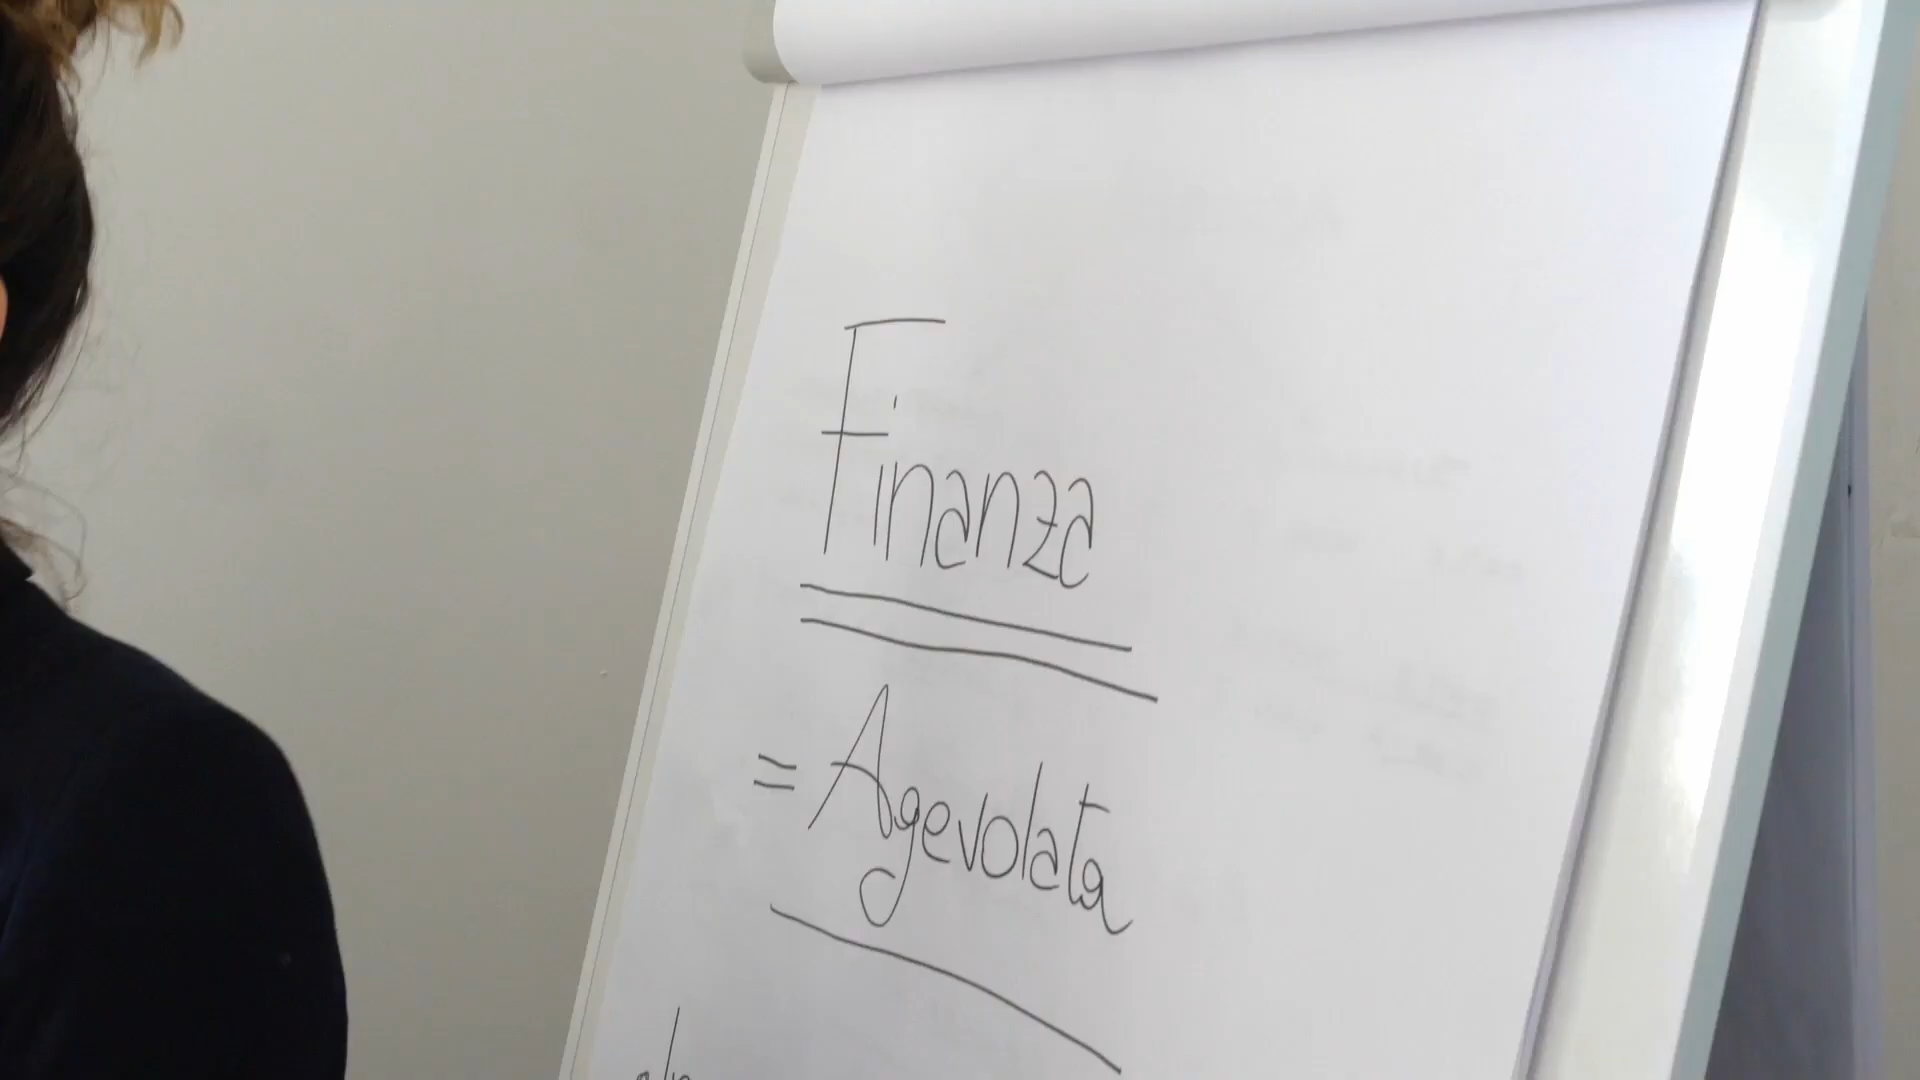 Finanza
= Agevolata